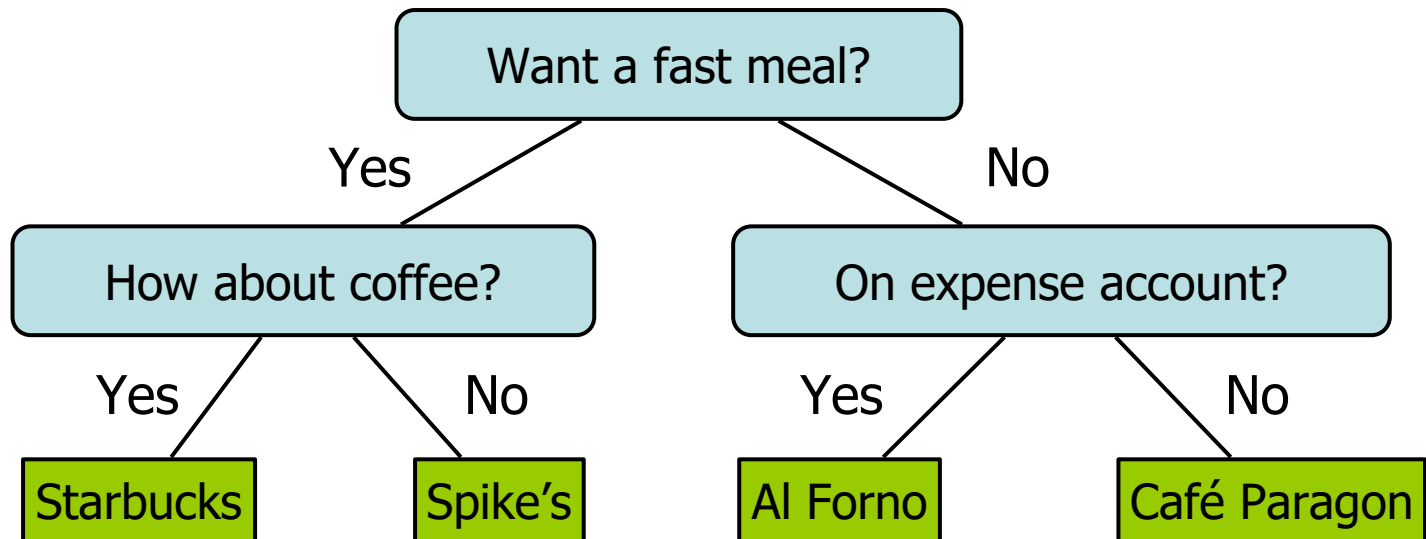 Want a fast meal?
Yes
No
How about coffee?
On expense account?
Yes
No
Yes
No
Starbucks
Spike’s
Al Forno
Café Paragon